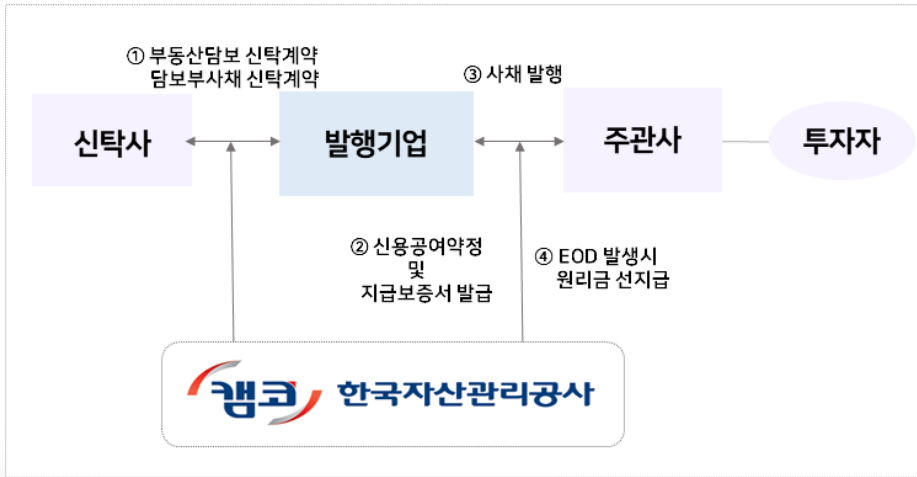 ① 부동산담보 신탁계약
담보부사채 신탁계약
③ 사채 발행
신탁사
발행기업
주관사
투자자
② 신용공여약정
및
지급보증서 발급
④ EOD 발생시
원리금 선지급
캠코 한국자산관리공사